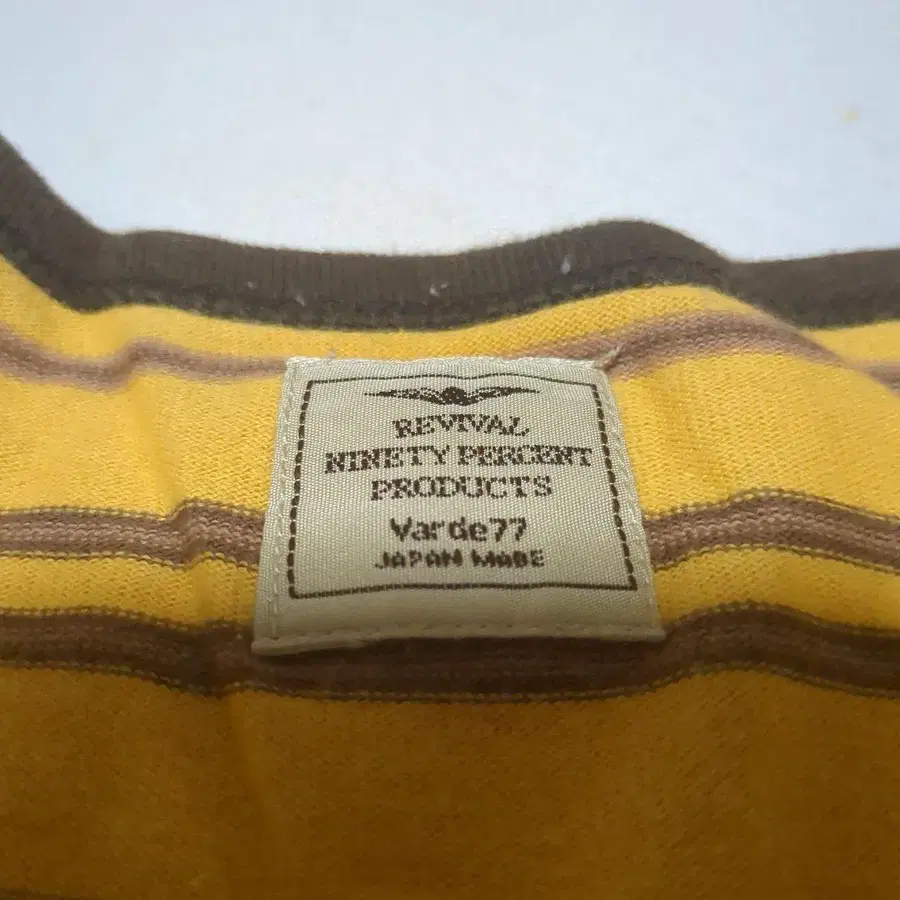 REVIVAL
NINETY PERCENT
PRODUCTS
Varde77
JAPAN MADE